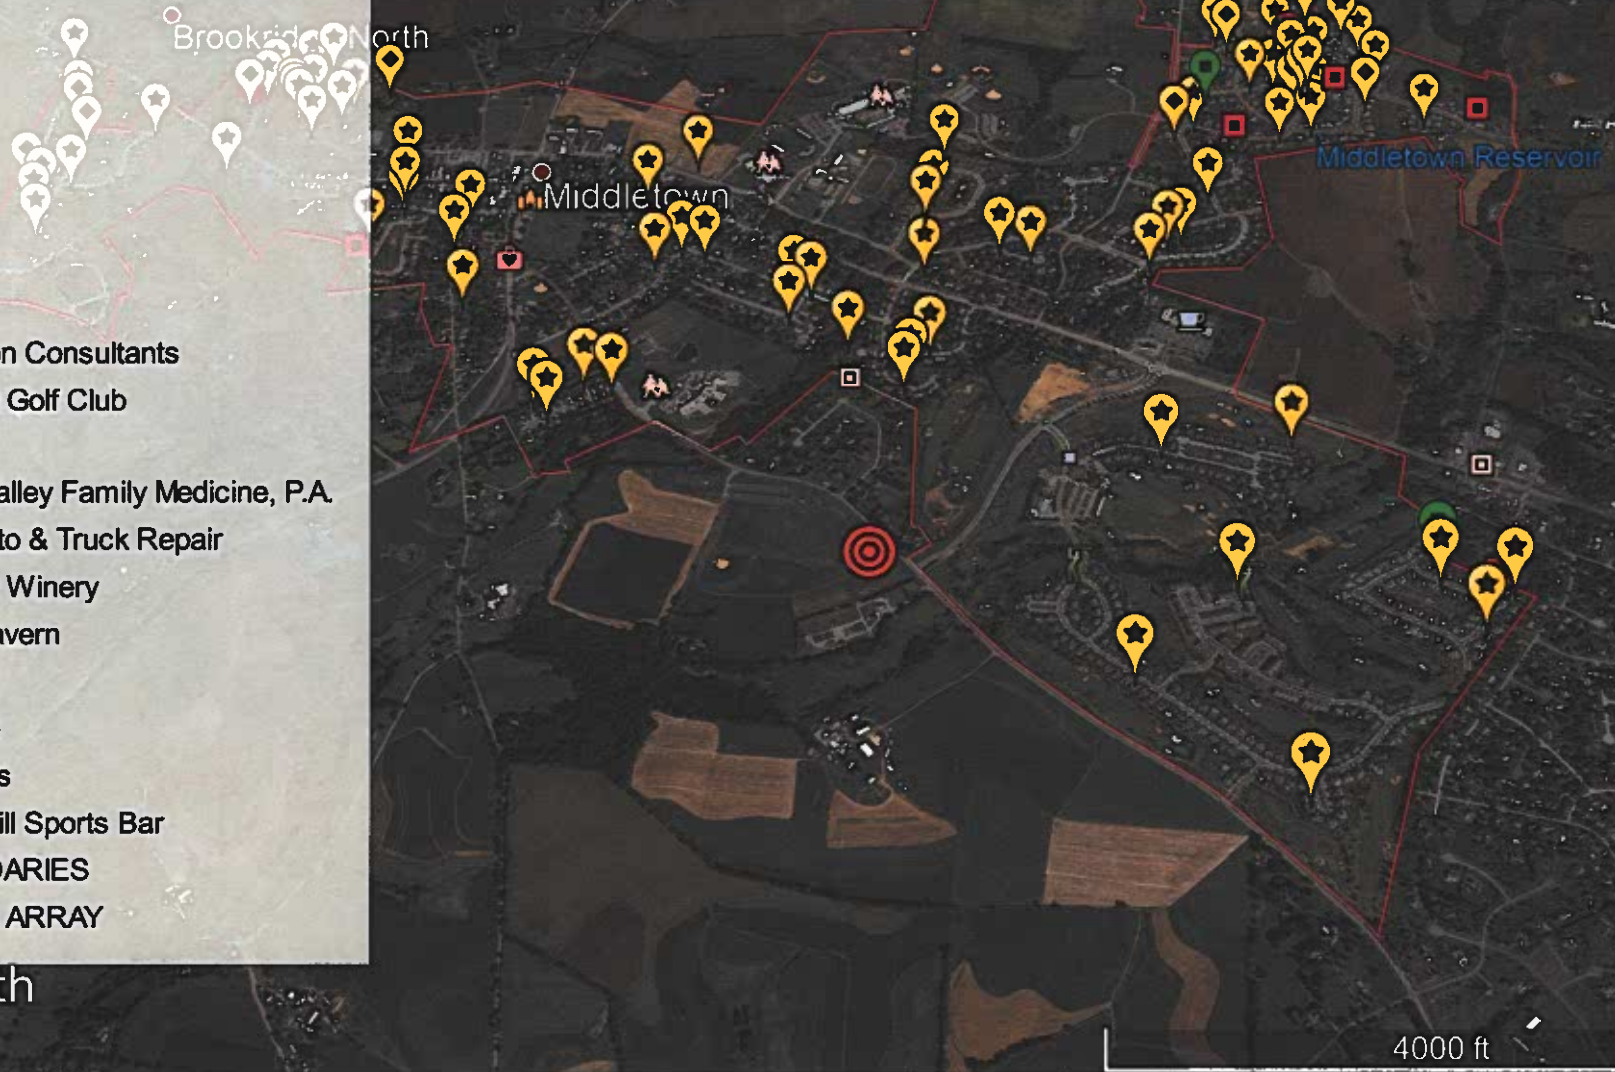 Brookridge North
Middletown
Middletown Reservoir
n Consultants
Golf Club
alley Family Medicine, P.A.
to & Truck Repair
Winery
avern
s
ill Sports Bar
DARIES
ARRAY
th
4000 ft